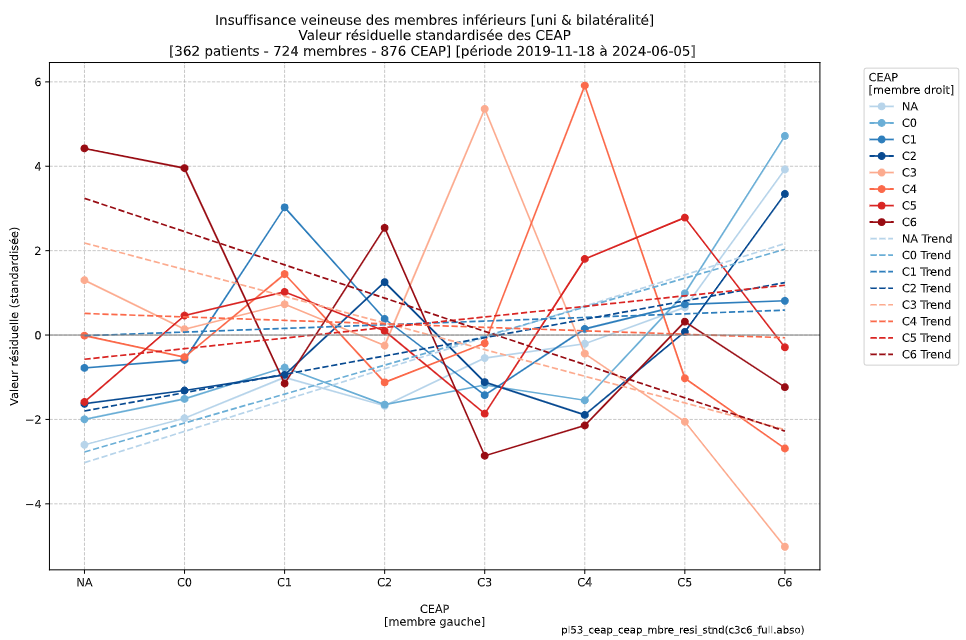 Insuffisance veineuse des membres inférieurs [uni & bilatéralité]
Valeur résiduelle standardisée des CEAP
[362 patients - 724 membres - 876 CEAP] [période 2019-11-18 à 2024-06-05]
Valeur résiduelle (standardisée)
6
4
2
0
−2
−4
NA C0 C1 C2 C3 C4 C5 C6
CEAP
[membre gauche]
CEAP
[membre droit]
NA
C0
C1
C2
C3
C4
C5
C6
NA Trend
C0 Trend
C1 Trend
C2 Trend
C3 Trend
C4 Trend
C5 Trend
C6 Trend
pl53_ceap_ceap_mbre_resi_stnd(c3c6_full.abso)